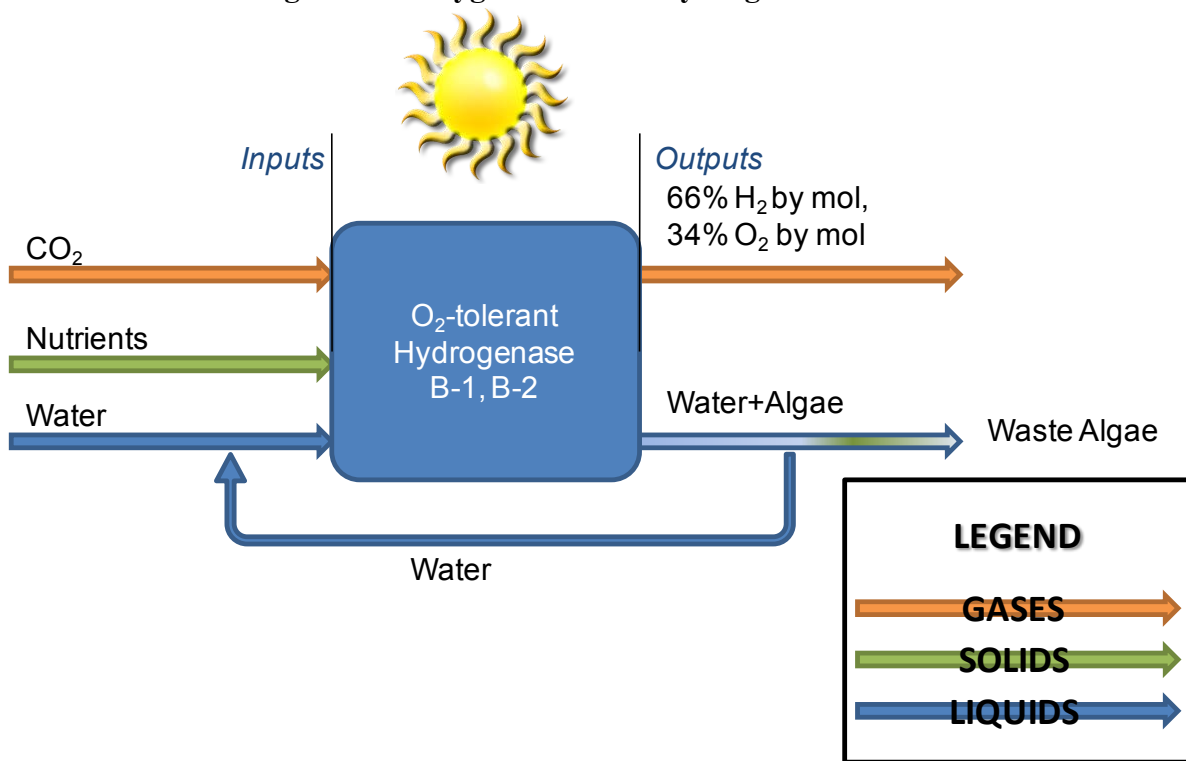 Inputs
Outputs
66% H₂ by mol,
34% O₂ by mol
CO₂
Nutrients
Water
O₂-tolerant
Hydrogenase
B-1, B-2
Water+Algae
Waste Algae
Water
LEGEND
GASES
SOLIDS
LIQUIDS